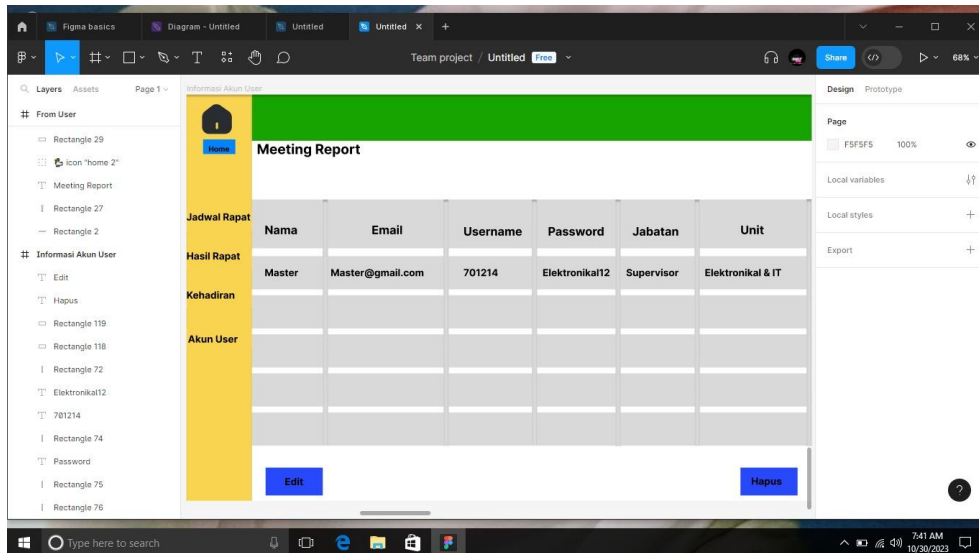 Figma basics
Diagram - Untitled
Untitled
Untitled
Team project / Untitled Free
Share
68%
Layers Assets Page 1
Informasi Akun User
Design Prototype
From User
Page
Rectangle 29
F5F5F5 100%
icon "home 2"
Meeting Report
Local variables
Rectangle 27
Local styles
Rectangle 2
Informasi Akun User
Export
Edit
Hapus
Rectangle 119
Rectangle 118
Rectangle 72
Elektronikal12
701214
Rectangle 74
Password
Rectangle 75
Rectangle 76
Home
Meeting Report
Jadwal Rapat
Hasil Rapat
Kehadiran
Akun User
Nama Email Username Password Jabatan Unit
Master Master@gmail.com 701214 Elektronikal12 Supervisor Elektronikal & IT
Edit
Hapus
?
Type here to search
7:41 AM
10/30/2023